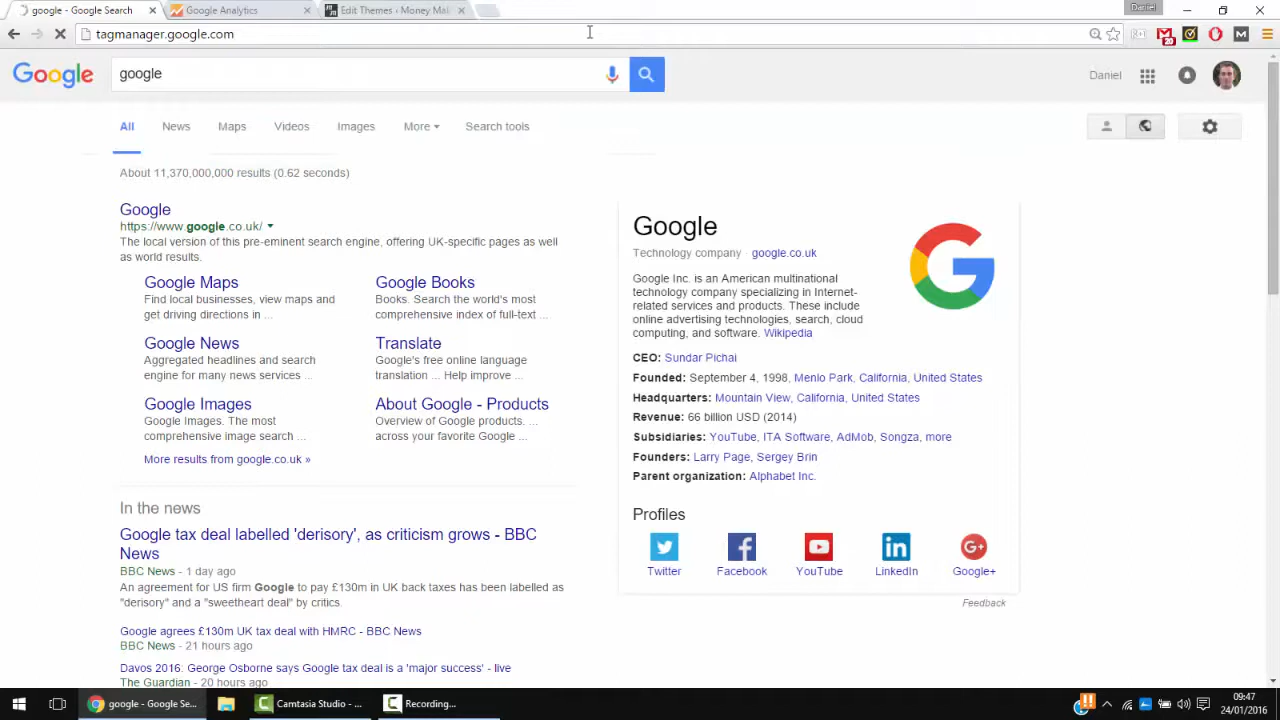 google - Google Search
Google Analytics
Edit Themes ‹ Money Mak
Daniel
tagmanager.google.com
20
Google
google
Daniel
All
News
Maps
Videos
Images
More
Search tools
About 11,370,000,000 results (0.62 seconds)
Google
https://www.google.co.uk/
The local version of this pre-eminent search engine, offering UK-specific pages as well
as world results.
Google Maps
Find local businesses, view maps and
get driving directions in ...
Google Books
Books. Search the world's most
comprehensive index of full-text ...
Google News
Aggregated headlines and search
engine for many news services ...
Translate
Google's free online language
translation ... Help improve ...
Google Images
Google Images. The most
comprehensive image search ...
About Google - Products
Overview of Google products. ...
across your favorite Google ...
More results from google.co.uk »
In the news
Google tax deal labelled 'derisory', as criticism grows - BBC
News
BBC News - 1 day ago
An agreement for US firm Google to pay £130m in UK back taxes has been labelled as
"derisory" and a "sweetheart deal" by critics.
Google agrees £130m UK tax deal with HMRC - BBC News
BBC News - 21 hours ago
Davos 2016: George Osborne says Google tax deal is a 'major success' - live
The Guardian - 20 hours ago
Google
Technology company · google.co.uk
Google Inc. is an American multinational
technology company specializing in Internet-
related services and products. These include
online advertising technologies, search, cloud
computing, and software. Wikipedia
CEO: Sundar Pichai
Founded: September 4, 1998, Menlo Park, California, United States
Headquarters: Mountain View, California, United States
Revenue: 66 billion USD (2014)
Subsidiaries: YouTube, ITA Software, AdMob, Songza, more
Founders: Larry Page, Sergey Brin
Parent organization: Alphabet Inc.
Profiles
Twitter
Facebook
YouTube
LinkedIn
Google+
Feedback
google - Google Se...
Camtasia Studio - ...
Recording...
09:47
24/01/2016